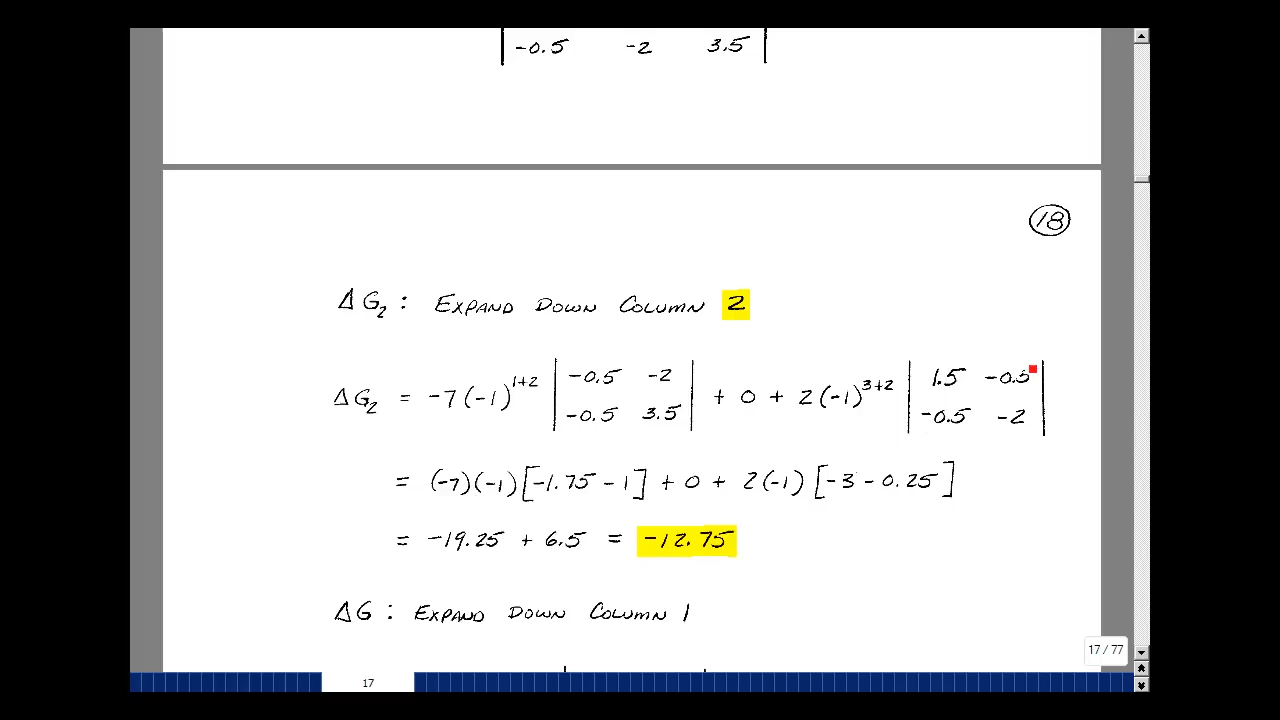 -0.5 -2 3.5
18
ΔG₂ : EXPAND DOWN COLUMN 2
ΔG₂ = -7(-1)^1+2 | -0.5 -2 | + 0 + 2(-1)^3+2 | 1.5 -0.5 |
| -0.5 3.5 | | -0.5 -2 |
= (-7)(-1)[-1.75 - 1] + 0 + 2(-1)[-3 - 0.25]
= -19.25 + 6.5 = -12.75
ΔG : EXPAND DOWN COLUMN 1
17 / 77
17